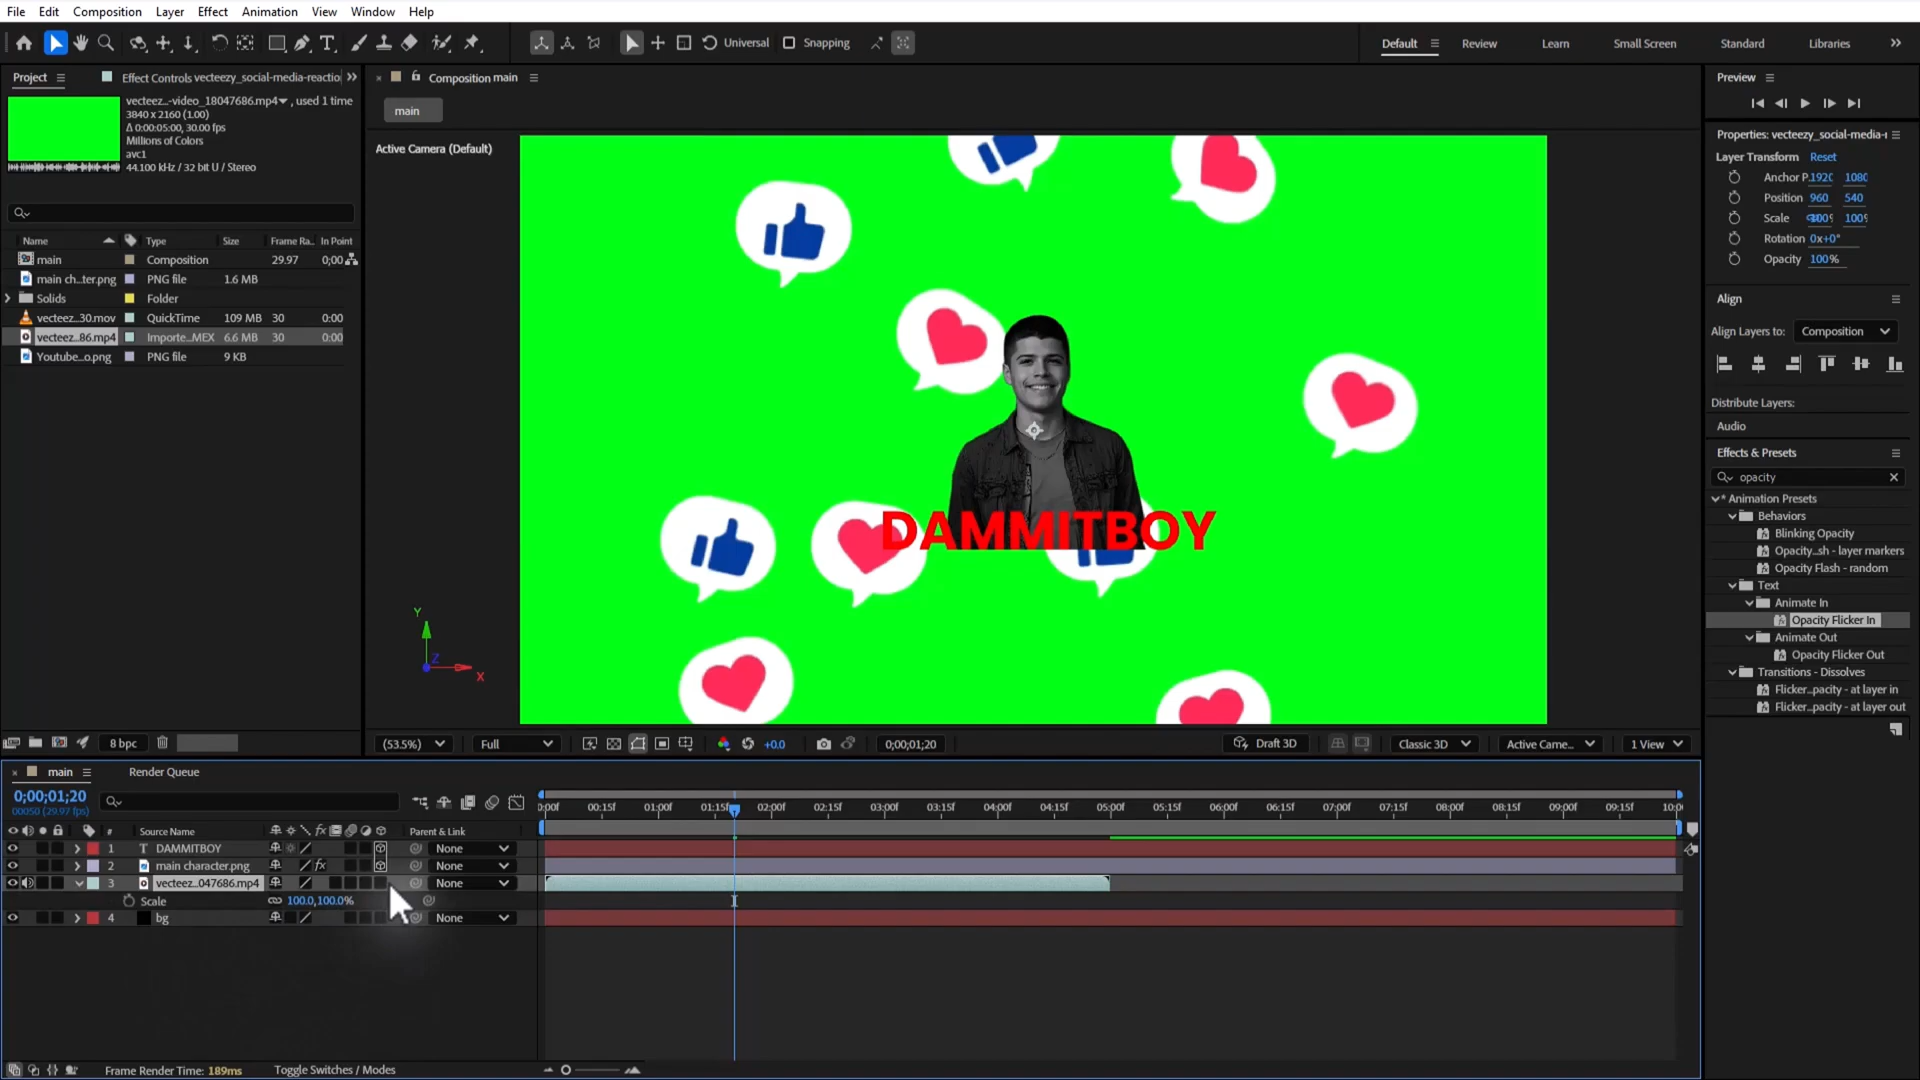 File Edit Composition Layer Effect Animation View Window Help
Universal Snapping Default Review Learn Small Screen Standard Libraries
Project Effect Controls vecteezy_social-media-reactio
Composition main
main
Active Camera (Default)
vecteez...-video_18047686.mp4, used 1 time
3840 x 2160 (1.00)
Δ 0:00:05:00, 30.00 fps
Millions of Colors
avc1
44.100 kHz / 32 bit U / Stereo
Name Type Size Frame Ra.. In Point
main Composition 29.97 0;00
main ch...ter.png PNG file 1.6 MB
Solids Folder
vecteez...30.mov QuickTime 109 MB 30 0:00
vecteez...86.mp4 Importe...MEX 6.6 MB 30 0:00
Youtube...o.png PNG file 9 KB
8 bpc
DAMMITBOY
Y
Z
X
(53.5%) Full +0.0 0;00;01;20 Draft 3D Classic 3D Active Came... 1 View
Preview
Properties: vecteezy_social-media-r
Layer Transform Reset
Anchor P. 1920 1080
Position 960 540
Scale 100% 100%
Rotation 0x+0°
Opacity 100%
Align
Align Layers to: Composition
Distribute Layers:
Audio
Effects & Presets
opacity
* Animation Presets
Behaviors
Blinking Opacity
Opacity...sh - layer markers
Opacity Flash - random
Text
Animate In
Opacity Flicker In
Animate Out
Opacity Flicker Out
Transitions - Dissolves
Flicker...pacity - at layer in
Flicker...pacity - at layer out
main Render Queue
0;00;01;20
00050 (29.97 fps)
0:00f 00:15f 01:00f 01:15f 02:00f 02:15f 03:00f 03:15f 04:00f 04:15f 05:00f 05:15f 06:00f 06:15f 07:00f 07:15f 08:00f 08:15f 09:00f 09:15f 10:0
# Source Name Parent & Link
1 T DAMMITBOY None
2 main character.png fx None
3 vecteez...047686.mp4 None
Scale 100.0,100.0%
4 bg None
Frame Render Time: 189ms Toggle Switches / Modes